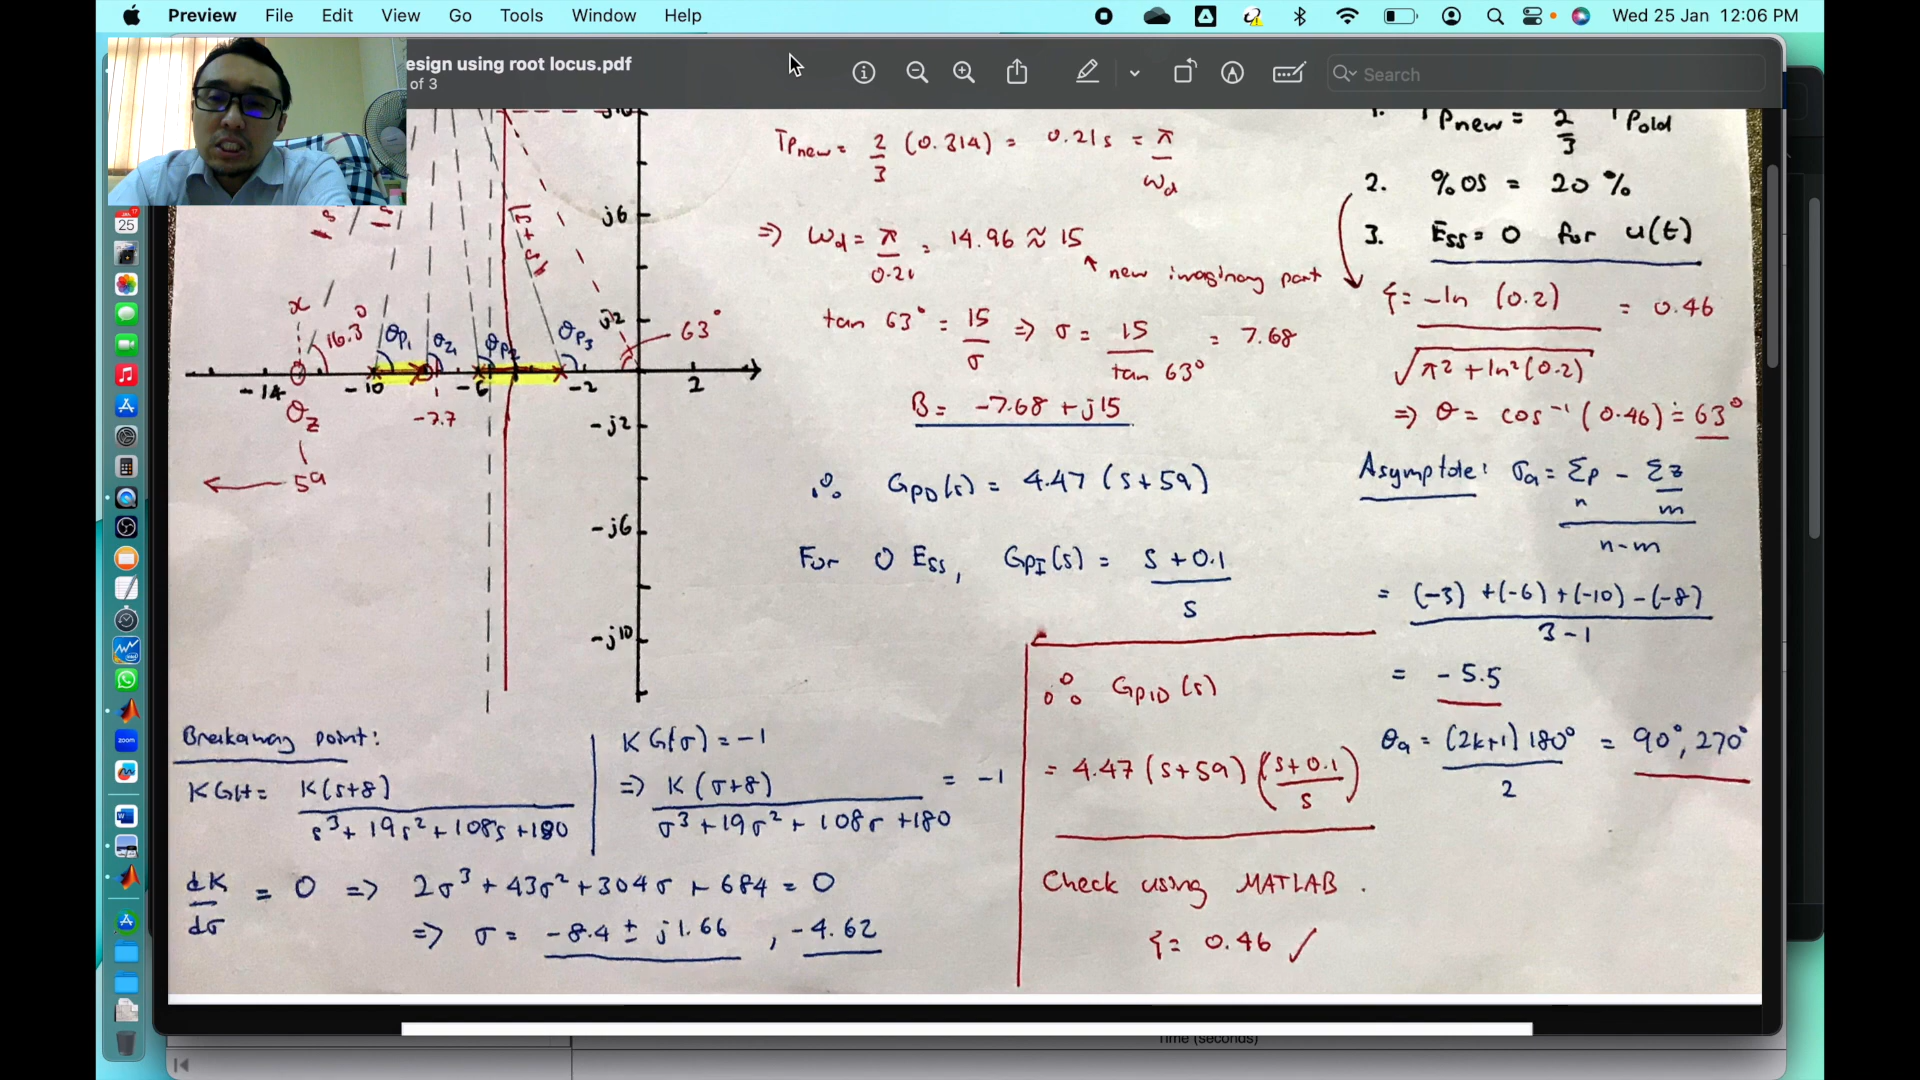 Preview File Edit View Go Tools Window Help
Wed 25 Jan 12:06 PM
esign using root locus.pdf
of 3
Search
1. Tpnew = 2/3 Tpold
2. %OS = 20 %
3. Ess = 0 for u(t)
Tpnew = 2/3 (0.314) = 0.21s = π/ωd
⇒ ωd = π/0.21 = 14.96 ≈ 15
new imaginary part
tan 63° = 15/σ ⇒ σ = 15/tan 63° = 7.68
B = -7.68 + j15
∴ GPD(s) = 4.47 (s+59)
For 0 Ess, GPI(s) = s+0.1/s
ζ = -ln (0.2)/√π² + ln²(0.2) = 0.46
⇒ θ = cos⁻¹ (0.46) = 63°
Asymptote: σa = Σp n - Σz m / n-m
= (-3) + (-6) + (-10) - (-8) / 3-1
= -5.5
θa = (2k+1) 180°/2 = 90°, 270°
∴ GPID(s)
= 4.47 (s+59) (s+0.1/s)
Check using MATLAB.
ζ = 0.46 ✓
j10
j6
j2
63°
16.3°
θp1 θz1 θp2 θp3
-14 -10 -6 -2 2
θz
-7.7
59
-j2
-j6
-j10
Breakaway point:
KGH = K(s+8)/s³ + 19s² + 108s + 180
KG(σ) = -1
⇒ K(σ+8)/σ³ + 19σ² + 108σ + 180 = -1
dK/dσ = 0 ⇒ 2σ³ + 43σ² + 304σ + 684 = 0
⇒ σ = -8.4 ± j1.66, -4.62
JAN 17
25
zoom
Time (seconds)